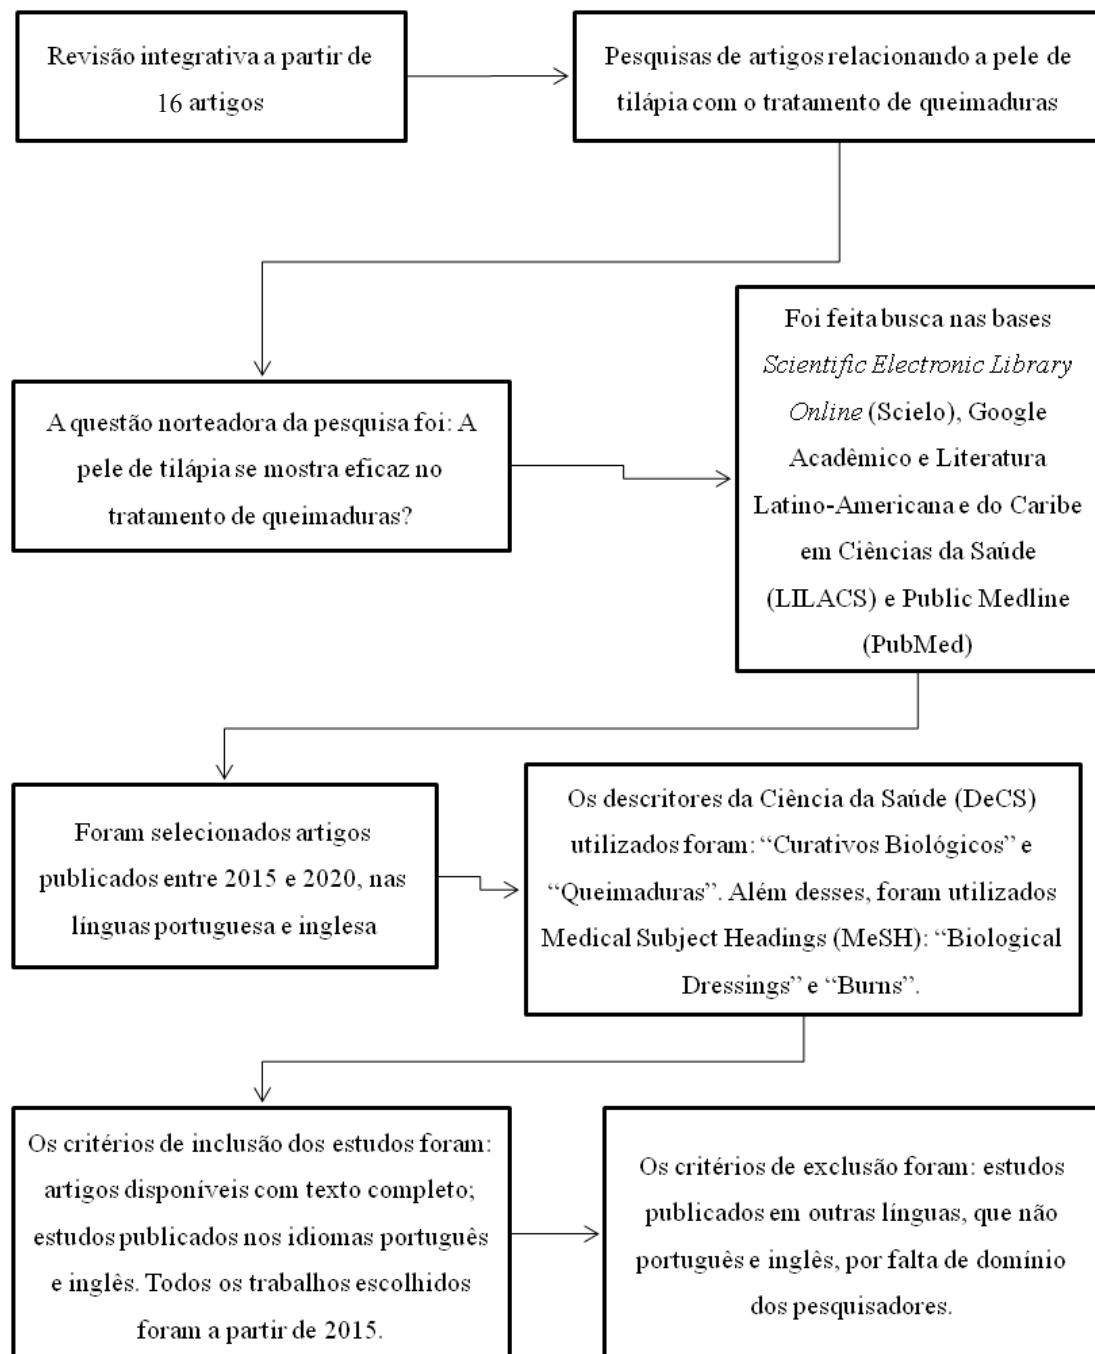 Revisão integrativa a partir de
16 artigos
Pesquisas de artigos relacionando a pele de
tilápia com o tratamento de queimaduras
A questão norteadora da pesquisa foi: A
pele de tilápia se mostra eficaz no
tratamento de queimaduras?
Foi feita busca nas bases
Scientific Electronic Library
Online (Scielo), Google
Acadêmico e Literatura
Latino-Americana e do Caribe
em Ciências da Saúde
(LILACS) e Public Medline
(PubMed)
Foram selecionados artigos
publicados entre 2015 e 2020, nas
línguas portuguesa e inglesa
Os descritores da Ciência da Saúde (DeCS)
utilizados foram: “Curativos Biológicos” e
“Queimaduras”. Além desses, foram utilizados
Medical Subject Headings (MeSH): “Biological
Dressings” e “Burns”.
Os critérios de inclusão dos estudos foram:
artigos disponíveis com texto completo;
estudos publicados nos idiomas português
e inglês. Todos os trabalhos escolhidos
foram a partir de 2015.
Os critérios de exclusão foram: estudos
publicados em outras línguas, que não
português e inglês, por falta de domínio
dos pesquisadores.